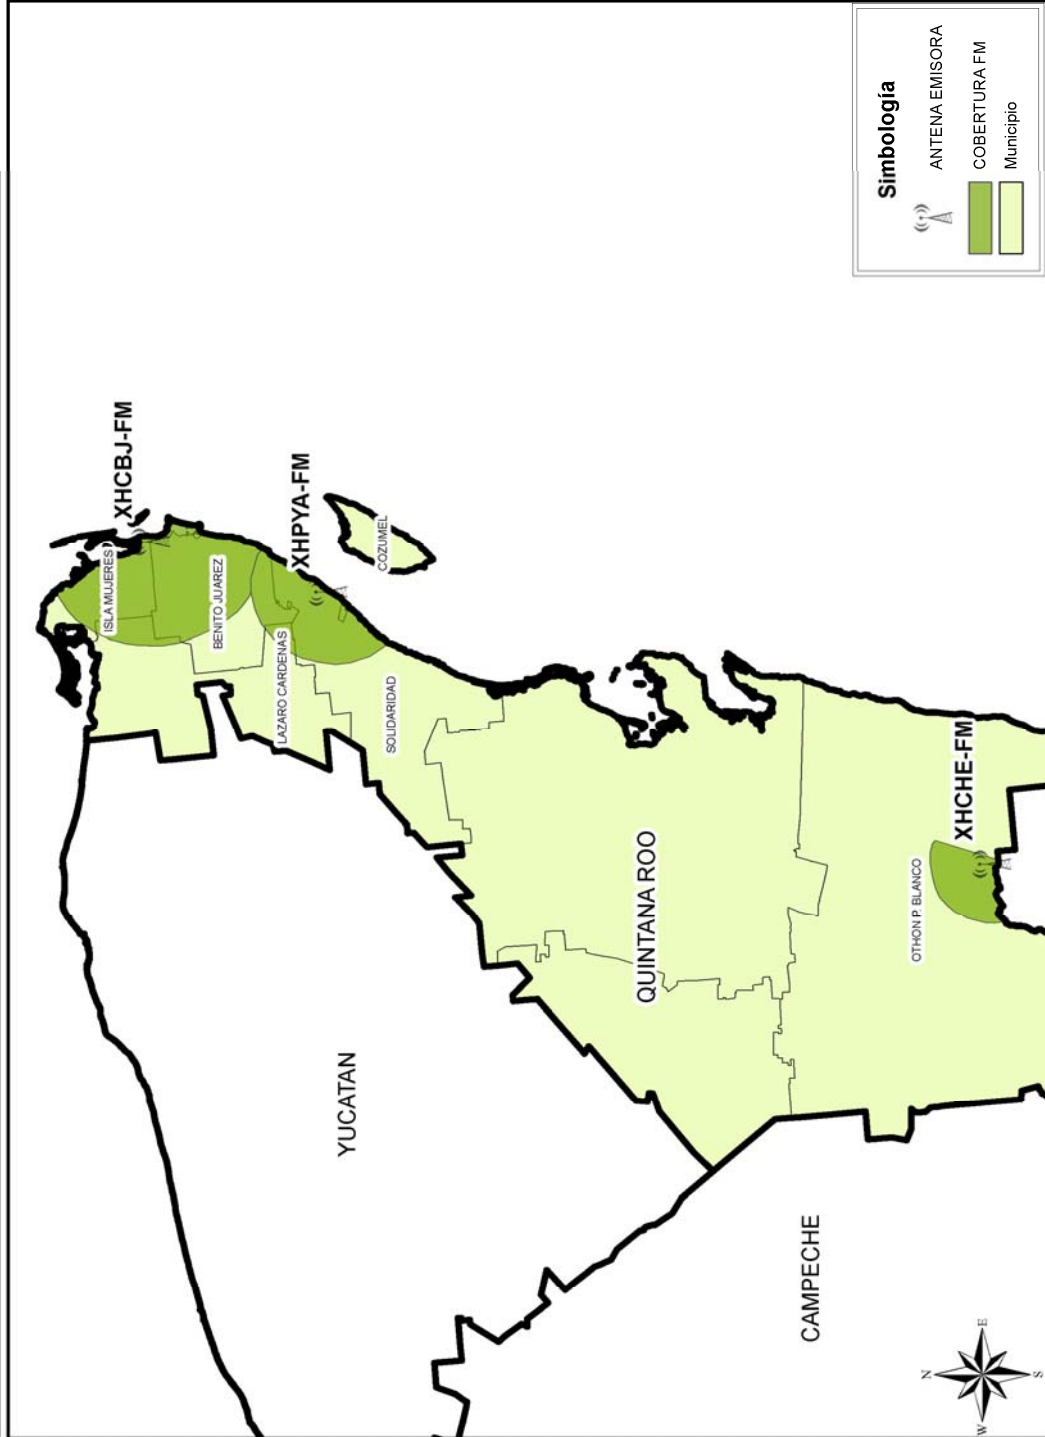 XHCBJ-FM
ISLA MUJERES
BENITO JUAREZ
XHPYA-FM
LAZARO CARDENAS
COZUMEL
SOLIDARIDAD
YUCATAN
QUINTANA ROO
CAMPECHE
OTHON P. BLANCO
XHCHE-FM
Simbología
ANTENA EMISORA
COBERTURA FM
Municipio
N
W
E
S